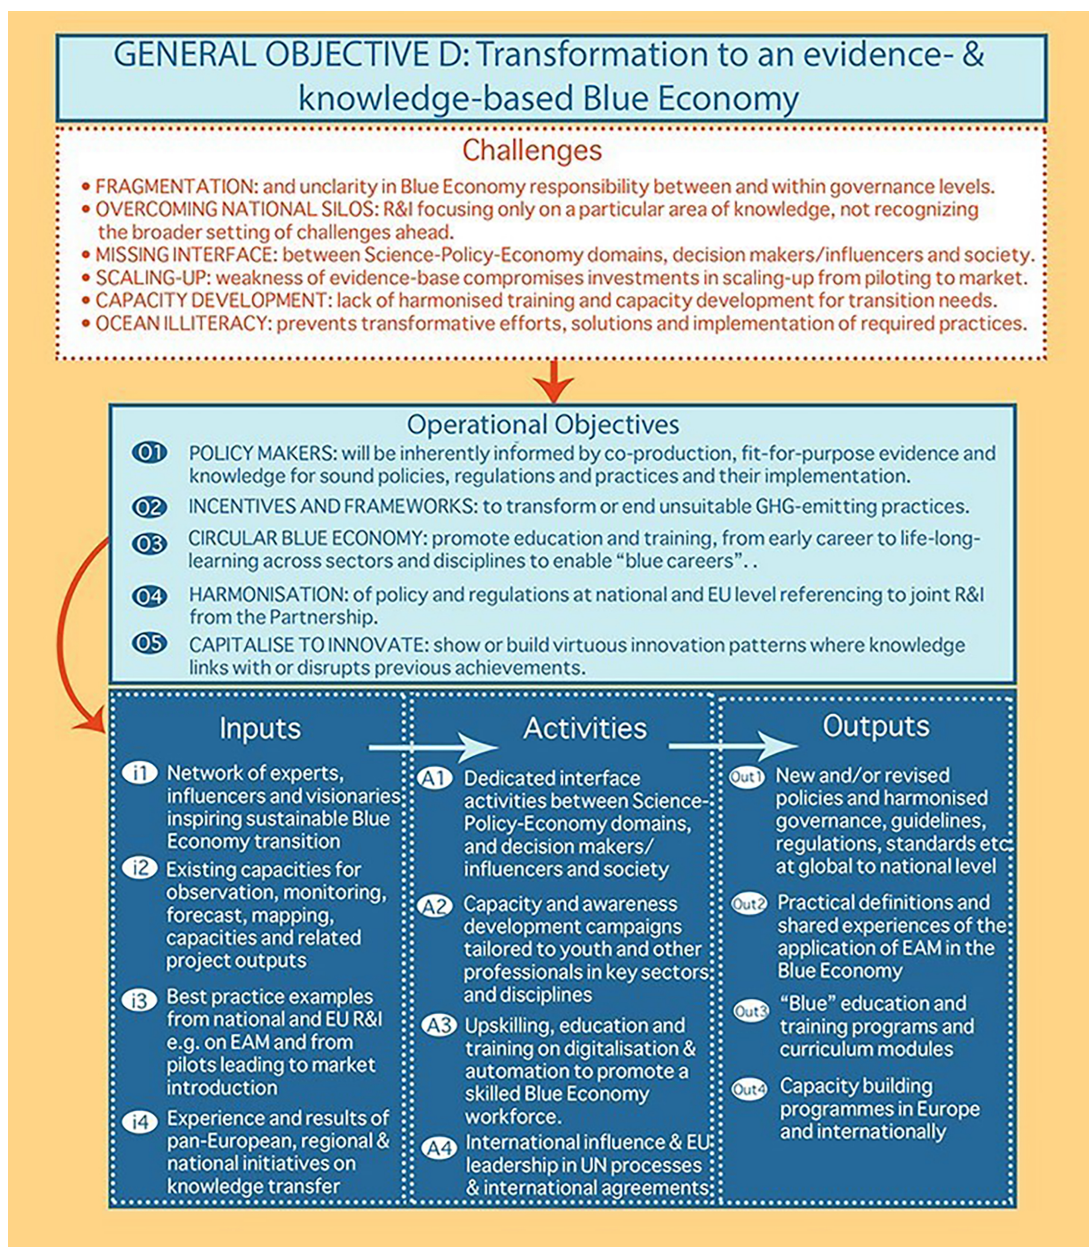 GENERAL OBJECTIVE D: Transformation to an evidence- &
knowledge-based Blue Economy
Challenges
• FRAGMENTATION: and unclarity in Blue Economy responsibility between and within governance levels.
• OVERCOMING NATIONAL SILOS: R&I focusing only on a particular area of knowledge, not recognizing
the broader setting of challenges ahead.
• MISSING INTERFACE: between Science-Policy-Economy domains, decision makers/influencers and society.
• SCALING-UP: weakness of evidence-base compromises investments in scaling-up from piloting to market.
• CAPACITY DEVELOPMENT: lack of harmonised training and capacity development for transition needs.
• OCEAN ILLITERACY: prevents transformative efforts, solutions and implementation of required practices.
Operational Objectives
O1 POLICY MAKERS: will be inherently informed by co-production, fit-for-purpose evidence and
knowledge for sound policies, regulations and practices and their implementation.
O2 INCENTIVES AND FRAMEWORKS: to transform or end unsuitable GHG-emitting practices.
O3 CIRCULAR BLUE ECONOMY: promote education and training, from early career to life-long-
learning across sectors and disciplines to enable “blue careers”. .
O4 HARMONISATION: of policy and regulations at national and EU level referencing to joint R&I
from the Partnership.
O5 CAPITALISE TO INNOVATE: show or build virtuous innovation patterns where knowledge
links with or disrupts previous achievements.
Inputs
i1 Network of experts,
influencers and visionaries
inspiring sustainable Blue
Economy transition
i2 Existing capacities for
observation, monitoring,
forecast, mapping,
capacities and related
project outputs
i3 Best practice examples
from national and EU R&I
e.g. on EAM and from
pilots leading to market
introduction
i4 Experience and results of
pan-European, regional &
national initiatives on
knowledge transfer
Activities
A1 Dedicated interface
activities between Science-
Policy-Economy domains,
and decision makers/
influencers and society
A2 Capacity and awareness
development campaigns
tailored to youth and other
professionals in key sectors
and disciplines
A3 Upskilling, education and
training on digitalisation &
automation to promote a
skilled Blue Economy
workforce.
A4 International influence & EU
leadership in UN processes
& international agreements
Outputs
Out1 New and/or revised
policies and harmonised
governance, guidelines,
regulations, standards etc
at global to national level
Out2 Practical definitions and
shared experiences of the
application of EAM in the
Blue Economy
Out3 “Blue” education and
training programs and
curriculum modules
Out4 Capacity building
programmes in Europe
and internationally